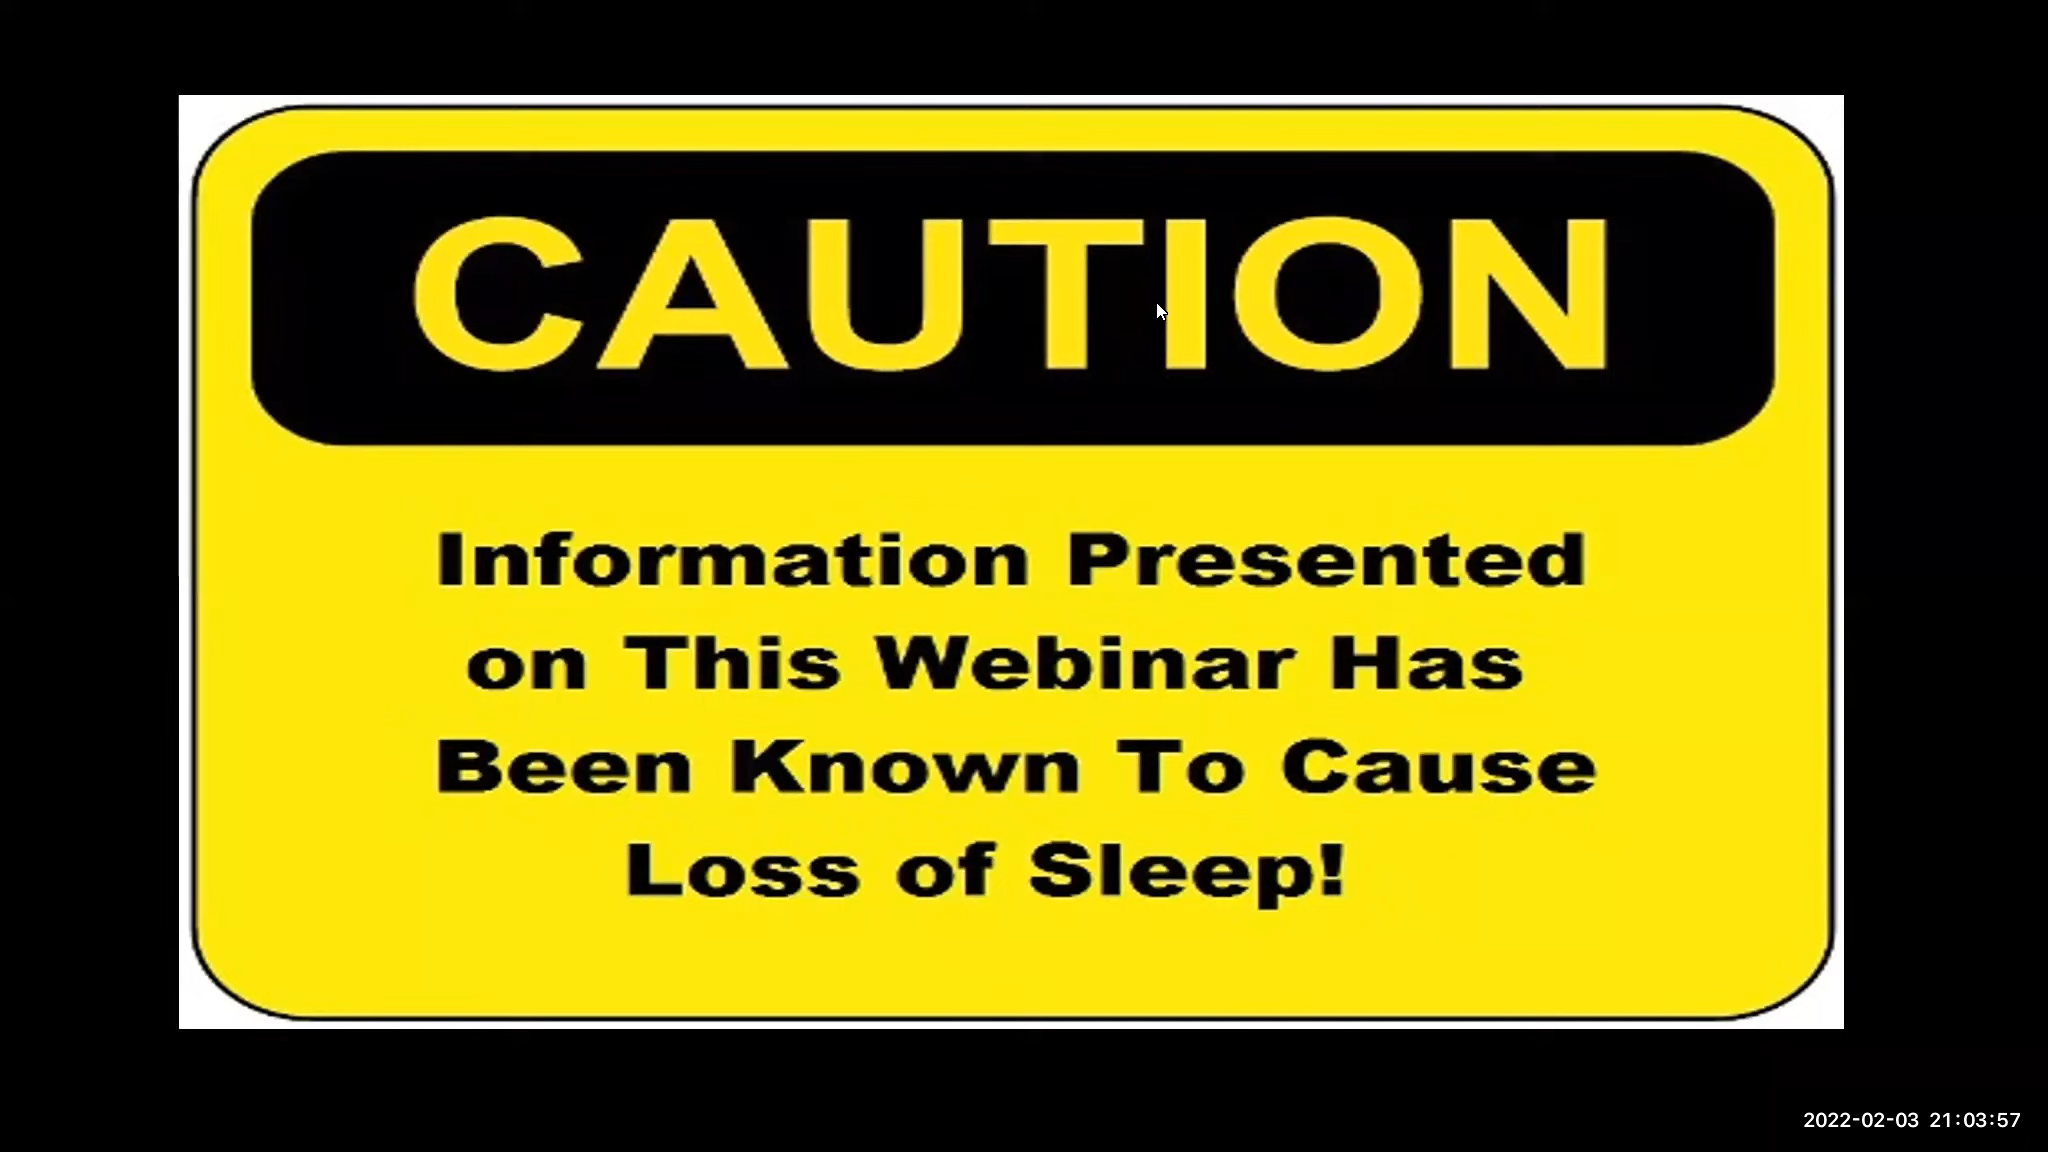 CAUTION
Information Presented
on This Webinar Has
Been Known To Cause
Loss of Sleep!
2022-02-03 21:03:57